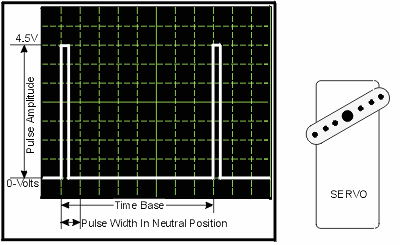 4.5V
Pulse Amplitude
0-Volts
Time Base
Pulse Width In Neutral Position
SERVO